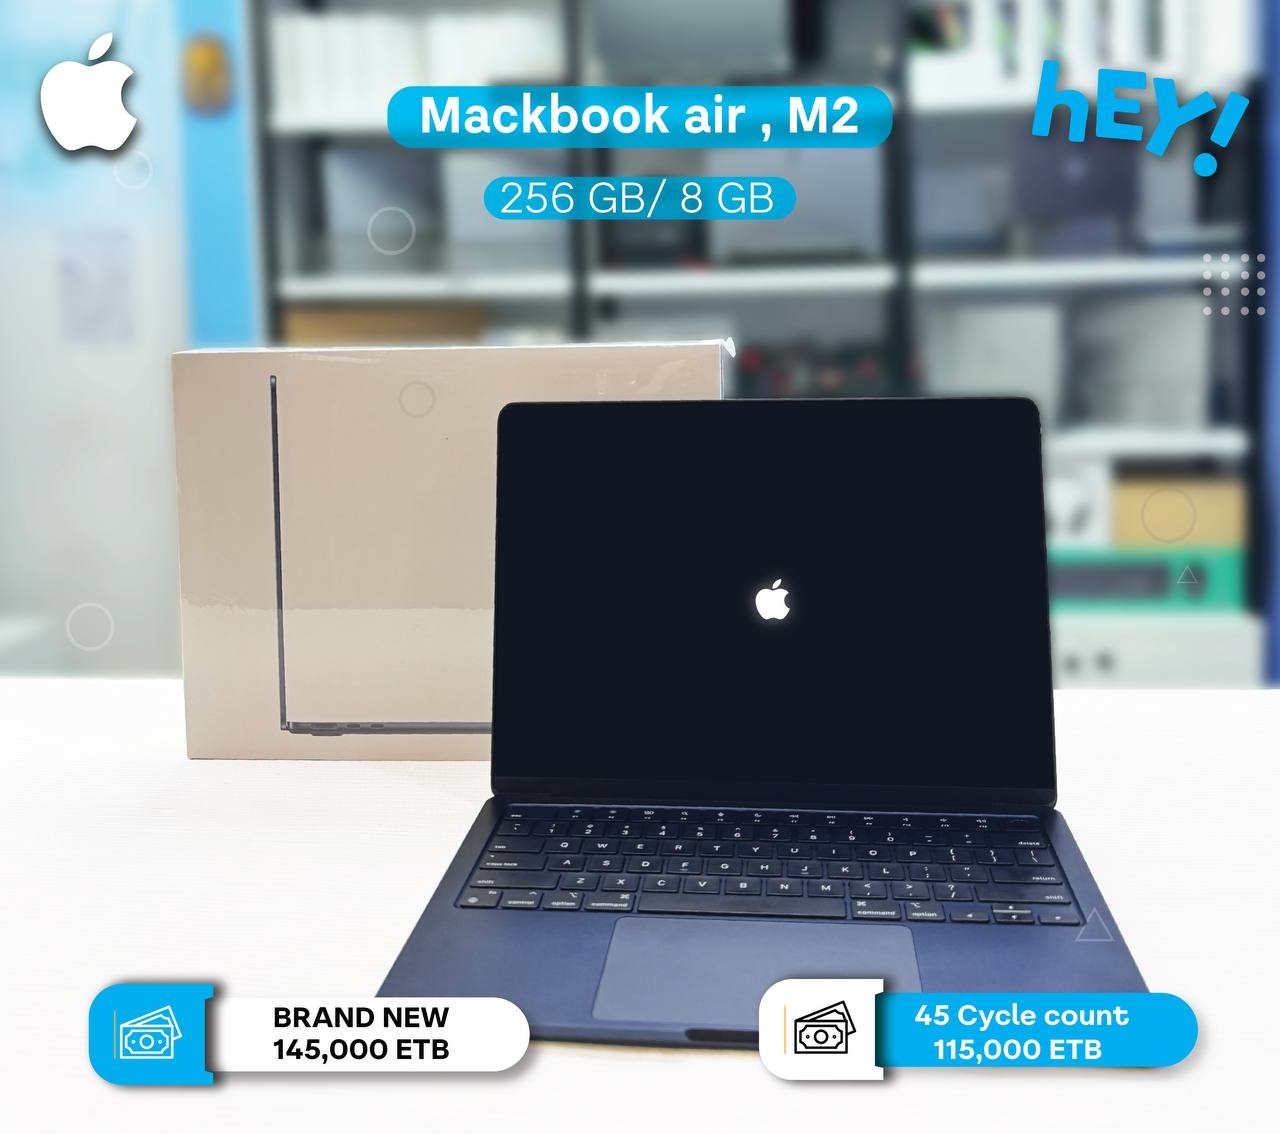 Mackbook air , M2
hEY!
256 GB/ 8 GB
BRAND NEW
145,000 ETB
45 Cycle count
115,000 ETB